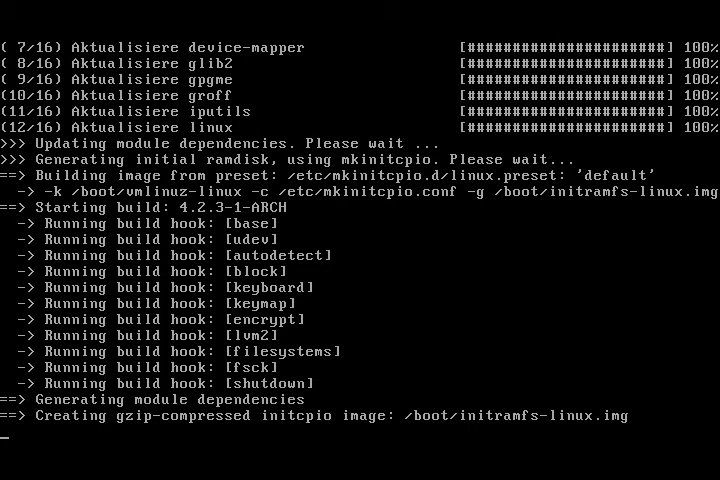 ( 7/16) Aktualisiere device-mapper [######################] 100%
( 8/16) Aktualisiere glib2 [######################] 100%
( 9/16) Aktualisiere gpgme [######################] 100%
(10/16) Aktualisiere groff [######################] 100%
(11/16) Aktualisiere iputils [######################] 100%
(12/16) Aktualisiere linux [######################] 100%
>>> Updating module dependencies. Please wait ...
>>> Generating initial ramdisk, using mkinitcpio. Please wait...
==> Building image from preset: /etc/mkinitcpio.d/linux.preset: 'default'
-> -k /boot/vmlinuz-linux -c /etc/mkinitcpio.conf -g /boot/initramfs-linux.img
==> Starting build: 4.2.3-1-ARCH
-> Running build hook: [base]
-> Running build hook: [udev]
-> Running build hook: [autodetect]
-> Running build hook: [block]
-> Running build hook: [keyboard]
-> Running build hook: [keymap]
-> Running build hook: [encrypt]
-> Running build hook: [lvm2]
-> Running build hook: [filesystems]
-> Running build hook: [fsck]
-> Running build hook: [shutdown]
==> Generating module dependencies
==> Creating gzip-compressed initcpio image: /boot/initramfs-linux.img